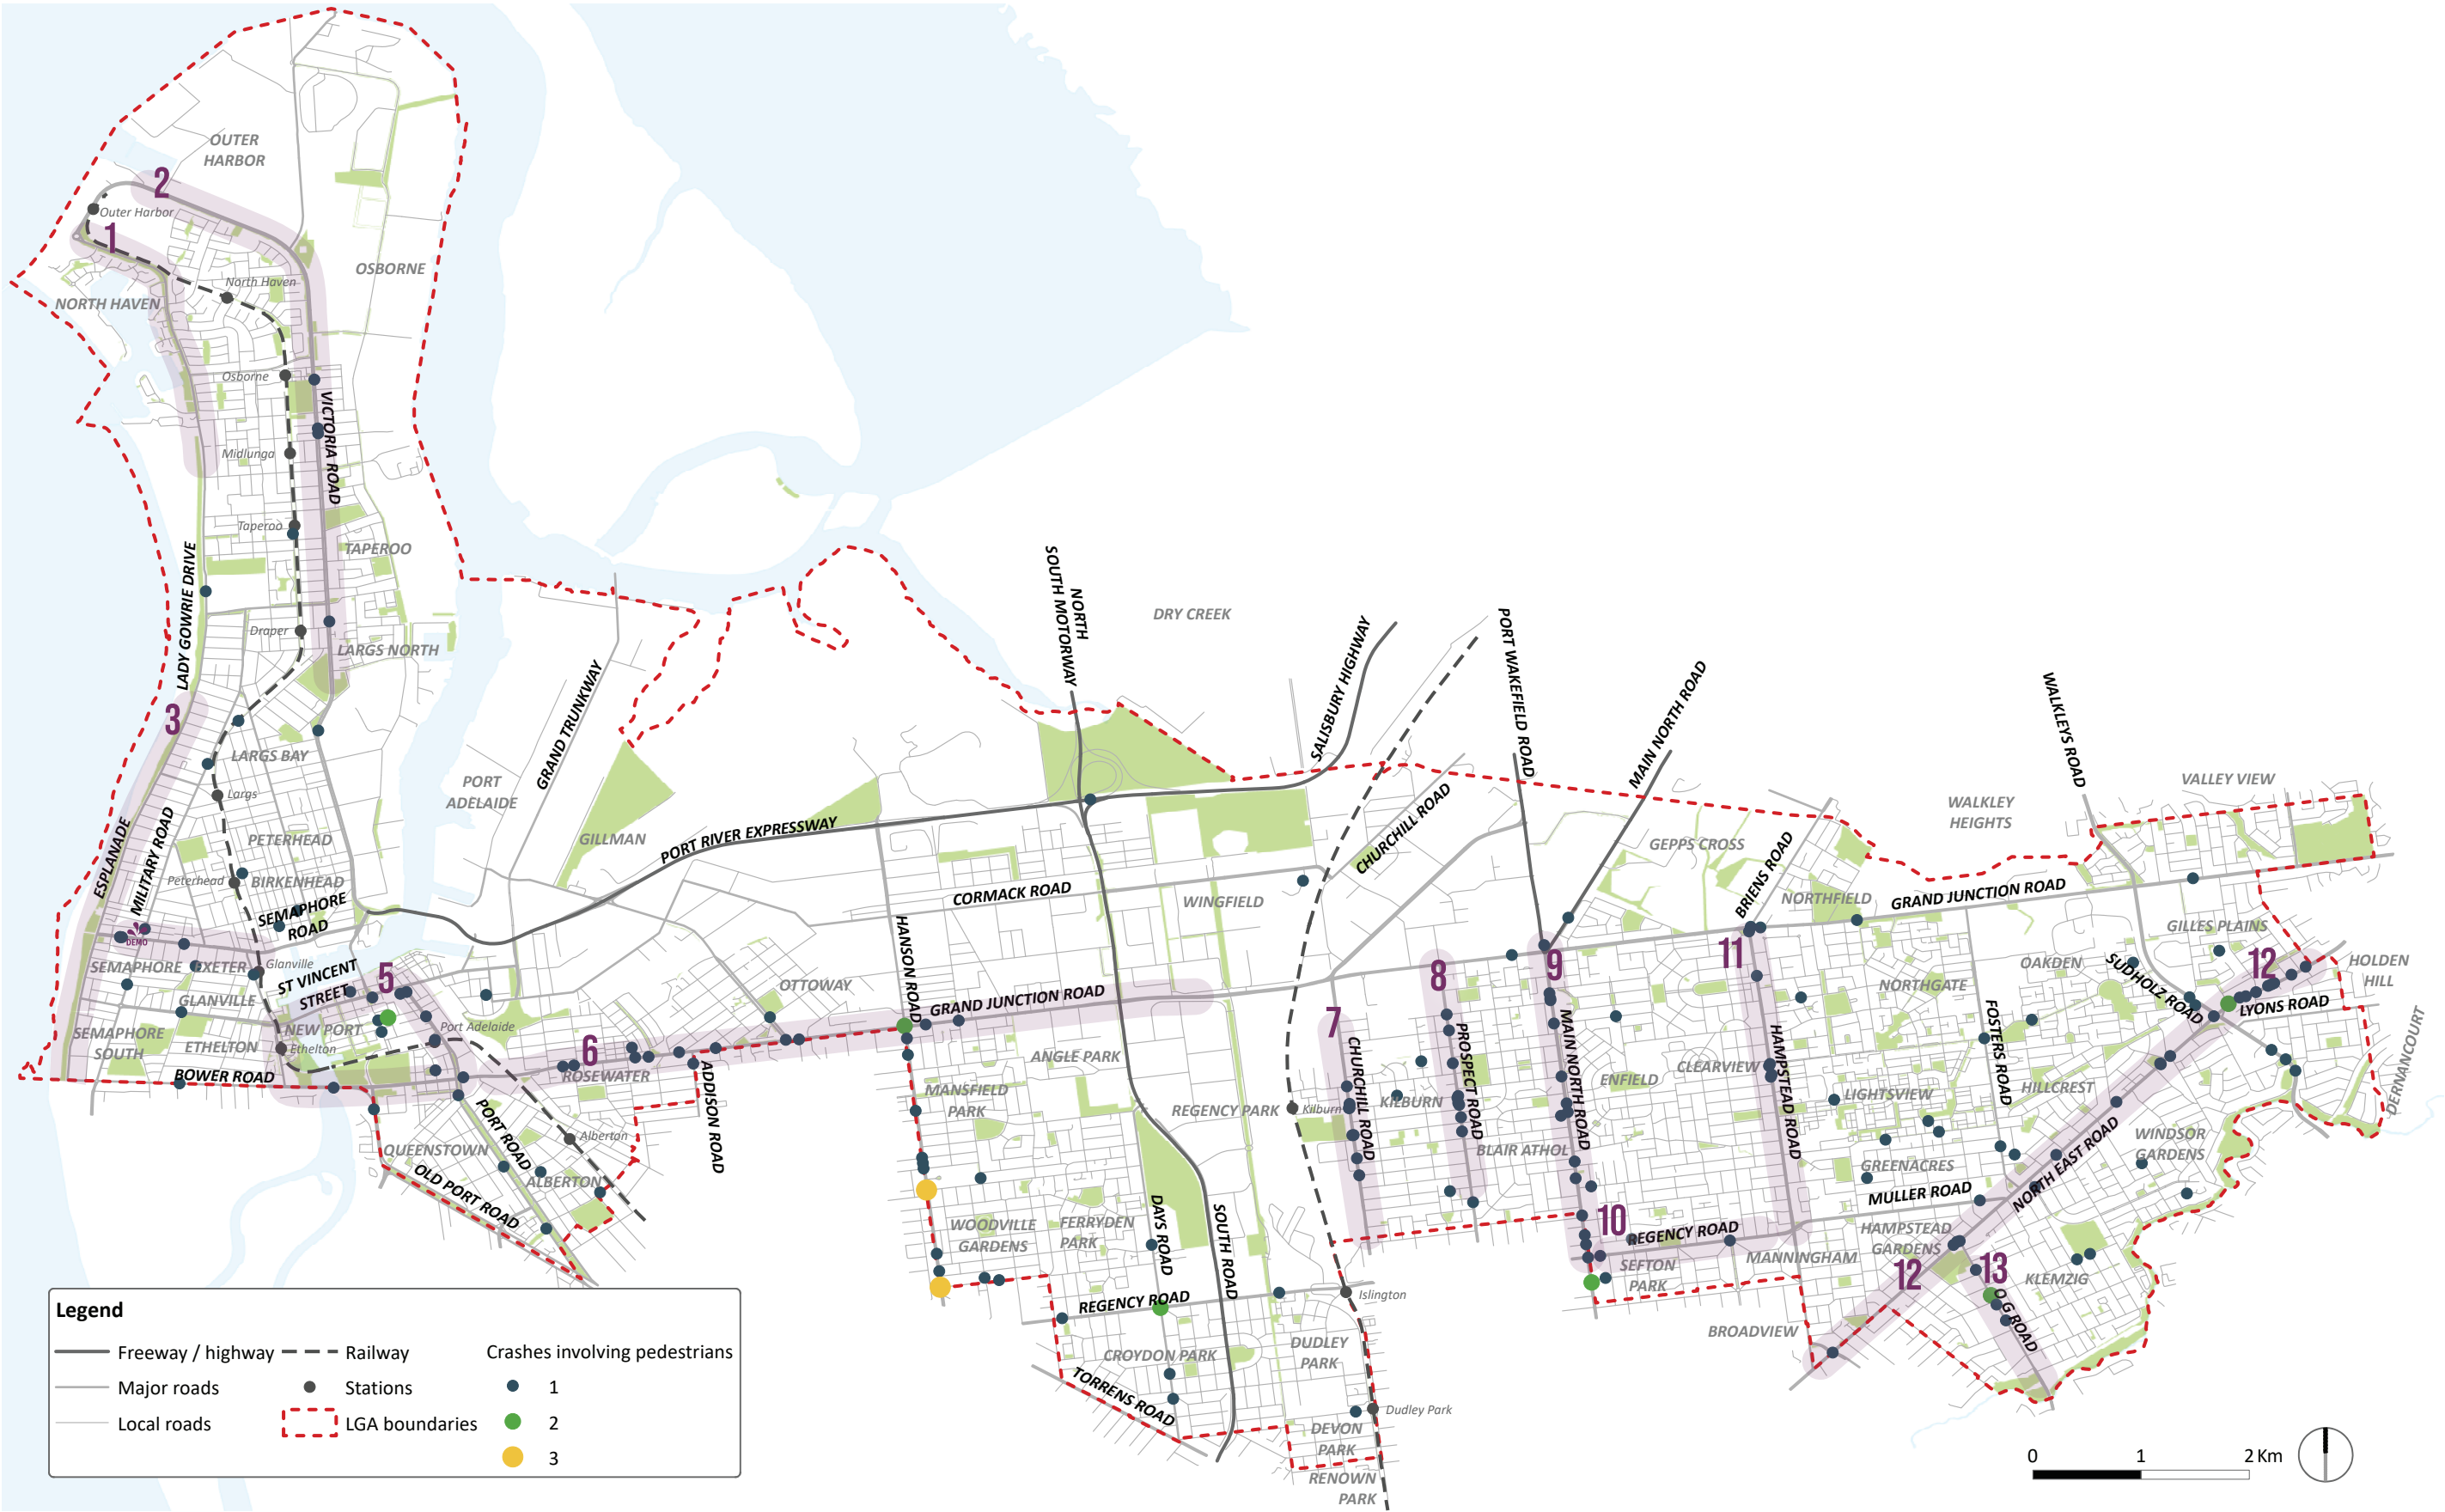 OUTER
HARBOR
2
Outer Harbor
1
OSBORNE
North Haven
NORTH HAVEN
Osborne
VICTORIA ROAD
Midlunga
Taperoo
TAPEROO
LADY GOWRIE DRIVE
Draper
LARGS NORTH
3
LARGS BAY
Largs
ESPLANADE
MILITARY ROAD
PETERHEAD
Peterhead
BIRKENHEAD
SEMAPHORE
ROAD
DEMO
SEMAPHORE
EXETER
Glanville
ST VINCENT
STREET
5
GLANVILLE
NEW PORT
Port Adelaide
SEMAPHORE
SOUTH
ETHELTON
Ethelton
BOWER ROAD
PORT
ADELAIDE
GRAND TRUNKWAY
GILLMAN
PORT RIVER EXPRESSWAY
OTTOWAY
6
ROSEWATER
ADDISON ROAD
PORT ROAD
Alberton
QUEENSTOWN
ALBERTON
OLD PORT ROAD
NORTH
SOUTH MOTORWAY
DRY CREEK
SALISBURY HIGHWAY
PORT WAKEFIELD ROAD
MAIN NORTH ROAD
CHURCHILL ROAD
CORMACK ROAD
WINGFIELD
HANSON ROAD
GRAND JUNCTION ROAD
ANGLE PARK
MANSFIELD
PARK
REGENCY PARK
Kilburn
7
CHURCHILL ROAD
KILBURN
8
PROSPECT ROAD
9
MAIN NORTH ROAD
BLAIR ATHOL
ENFIELD
WOODVILLE
GARDENS
FERRYDEN
PARK
DAYS ROAD
SOUTH ROAD
REGENCY ROAD
Islington
CROYDON PARK
DUDLEY
PARK
TORRENS ROAD
Dudley Park
DEVON
PARK
RENOWN
PARK
10
REGENCY ROAD
SEFTON
PARK
MANNINGHAM
BROADVIEW
GEPPS CROSS
BRIENS ROAD
NORTHFIELD
11
CLEARVIEW
HAMPSTEAD ROAD
WALKLEYS ROAD
WALKLEY
HEIGHTS
VALLEY VIEW
GRAND JUNCTION ROAD
GILLES PLAINS
OAKDEN
SUDHOLZ ROAD
12
HOLDEN
HILL
LYONS ROAD
NORTHGATE
FOSTERS ROAD
LIGHTSVIEW
HILLCREST
DERNANCOURT
GREENACRES
NORTH EAST ROAD
WINDSOR
GARDENS
MULLER ROAD
HAMPSTEAD
GARDENS
12
13
KLEMZIG
O G ROAD
Legend
Freeway / highway
Railway
Crashes involving pedestrians
Major roads
Stations
1
Local roads
LGA boundaries
2
3
0 1 2 Km